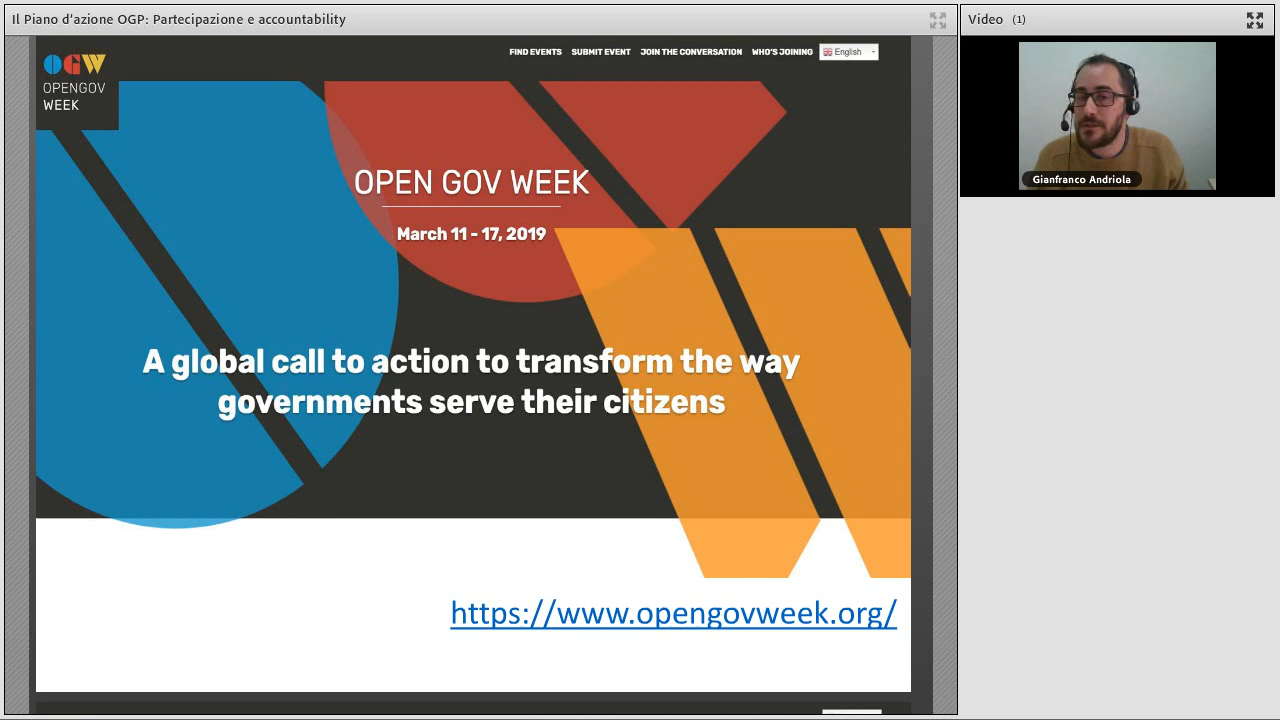 Il Piano d'azione OGP: Partecipazione e accountability
Video (1)
FIND EVENTS SUBMIT EVENT JOIN THE CONVERSATION WHO'S JOINING English
OGW
OPENGOV
WEEK
Gianfranco Andriola
OPEN GOV WEEK
March 11 - 17, 2019
A global call to action to transform the way
governments serve their citizens
https://www.opengovweek.org/